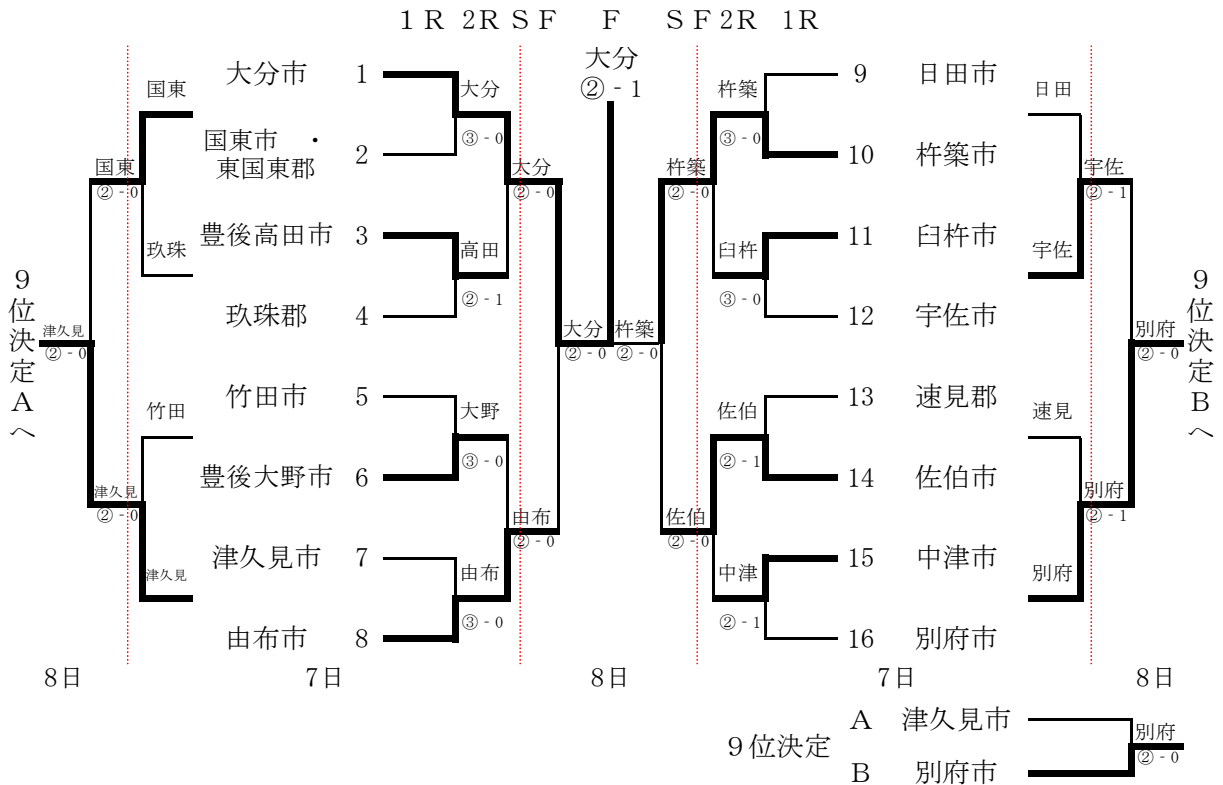 １Ｒ 2Ｒ ＳＦ Ｆ ＳＦ 2Ｒ 1Ｒ
大分
② - 1
国東 大分市 1 大分 杵築 9 日田市 日田
国東市 ・
東国東郡 2 ③ - 0 ③ - 0 10 杵築市
国東 大分 杵築 宇佐
② - 0 ② - 0 ② - 0 ② - 1
玖珠 豊後高田市 3 高田 臼杵 11 臼杵市 宇佐
② - 1 ③ - 0
玖珠郡 4 12 宇佐市
９位決定Ａへ 津久見 大分 杵築 別府 ９位決定Ｂへ
② - 0 ② - 0 ② - 0 ② - 0
竹田 竹田市 5 大野 佐伯 13 速見郡 速見
③ - 0 ② - 1
豊後大野市 6 14 佐伯市
津久見 由布 佐伯 別府
② - 0 ② - 0 ② - 0 ② - 1
津久見 津久見市 7 由布 中津 15 中津市 別府
③ - 0 ② - 1
由布市 8 16 別府市
8日 7日 8日 7日 8日
９位決定 A 津久見市 別府
② - 0
B 別府市